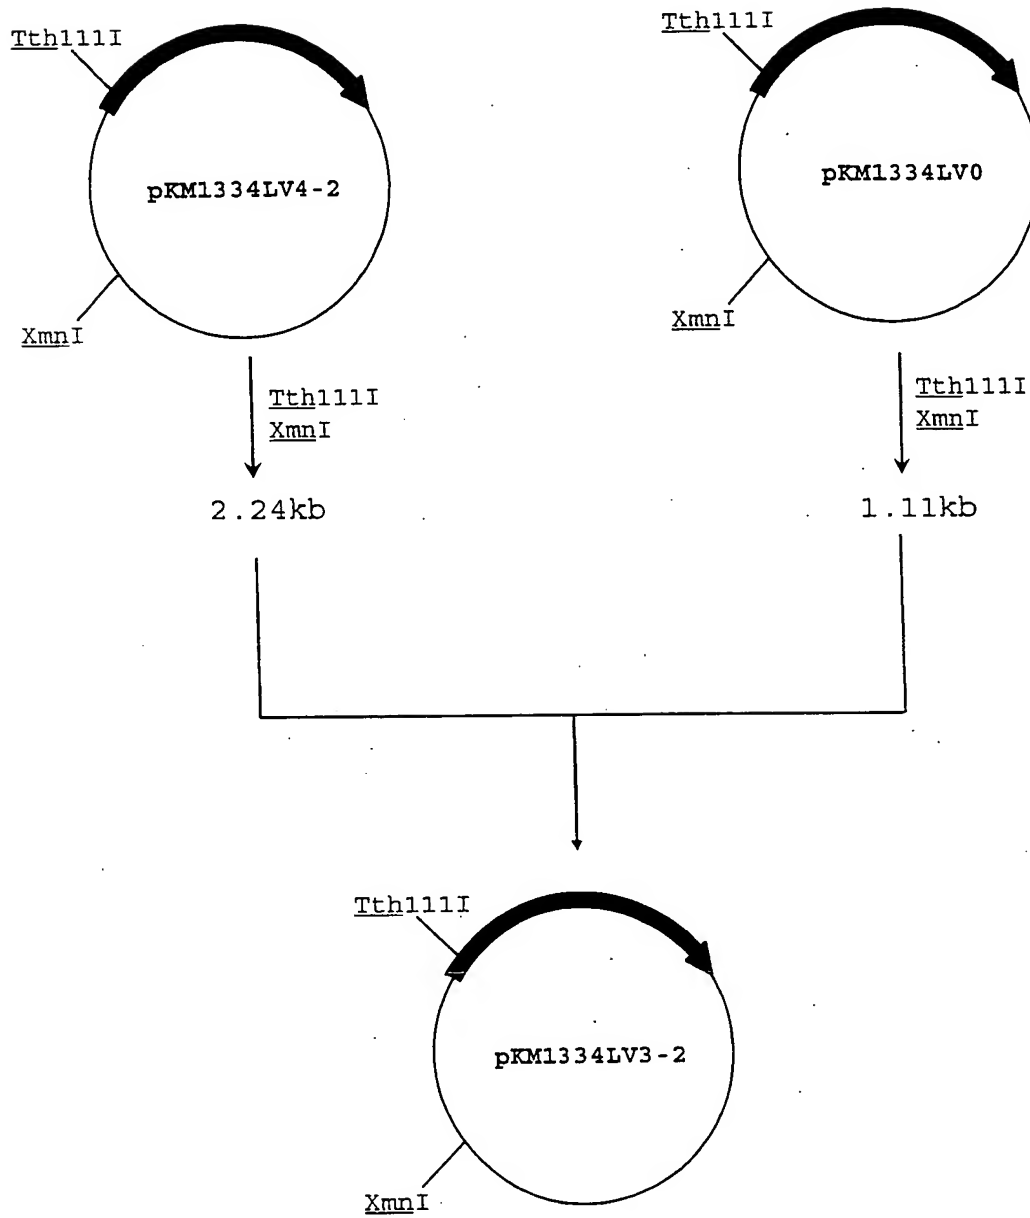 Tth111I
Tth111I
pKM1334LV4-2
pKM1334LV0
XmnI
XmnI
Tth111I
XmnI
Tth111I
XmnI
2.24kb
1.11kb
Tth111I
pKM1334LV3-2
XmnI